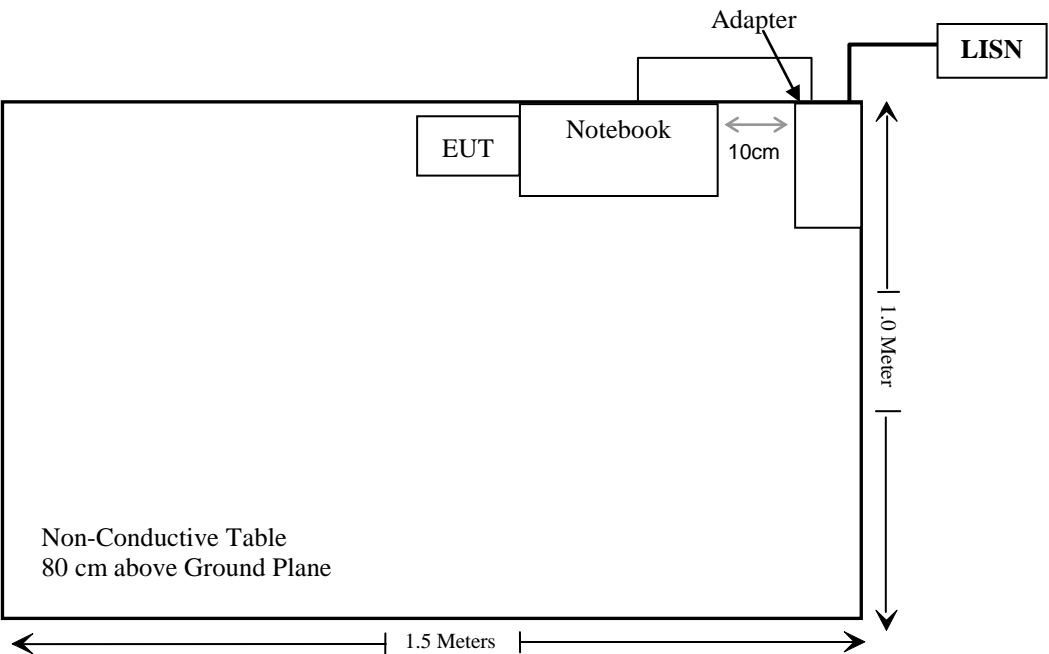 Adapter
LISN
Notebook
EUT
10cm
1.0 Meter
Non-Conductive Table
80 cm above Ground Plane
1.5 Meters